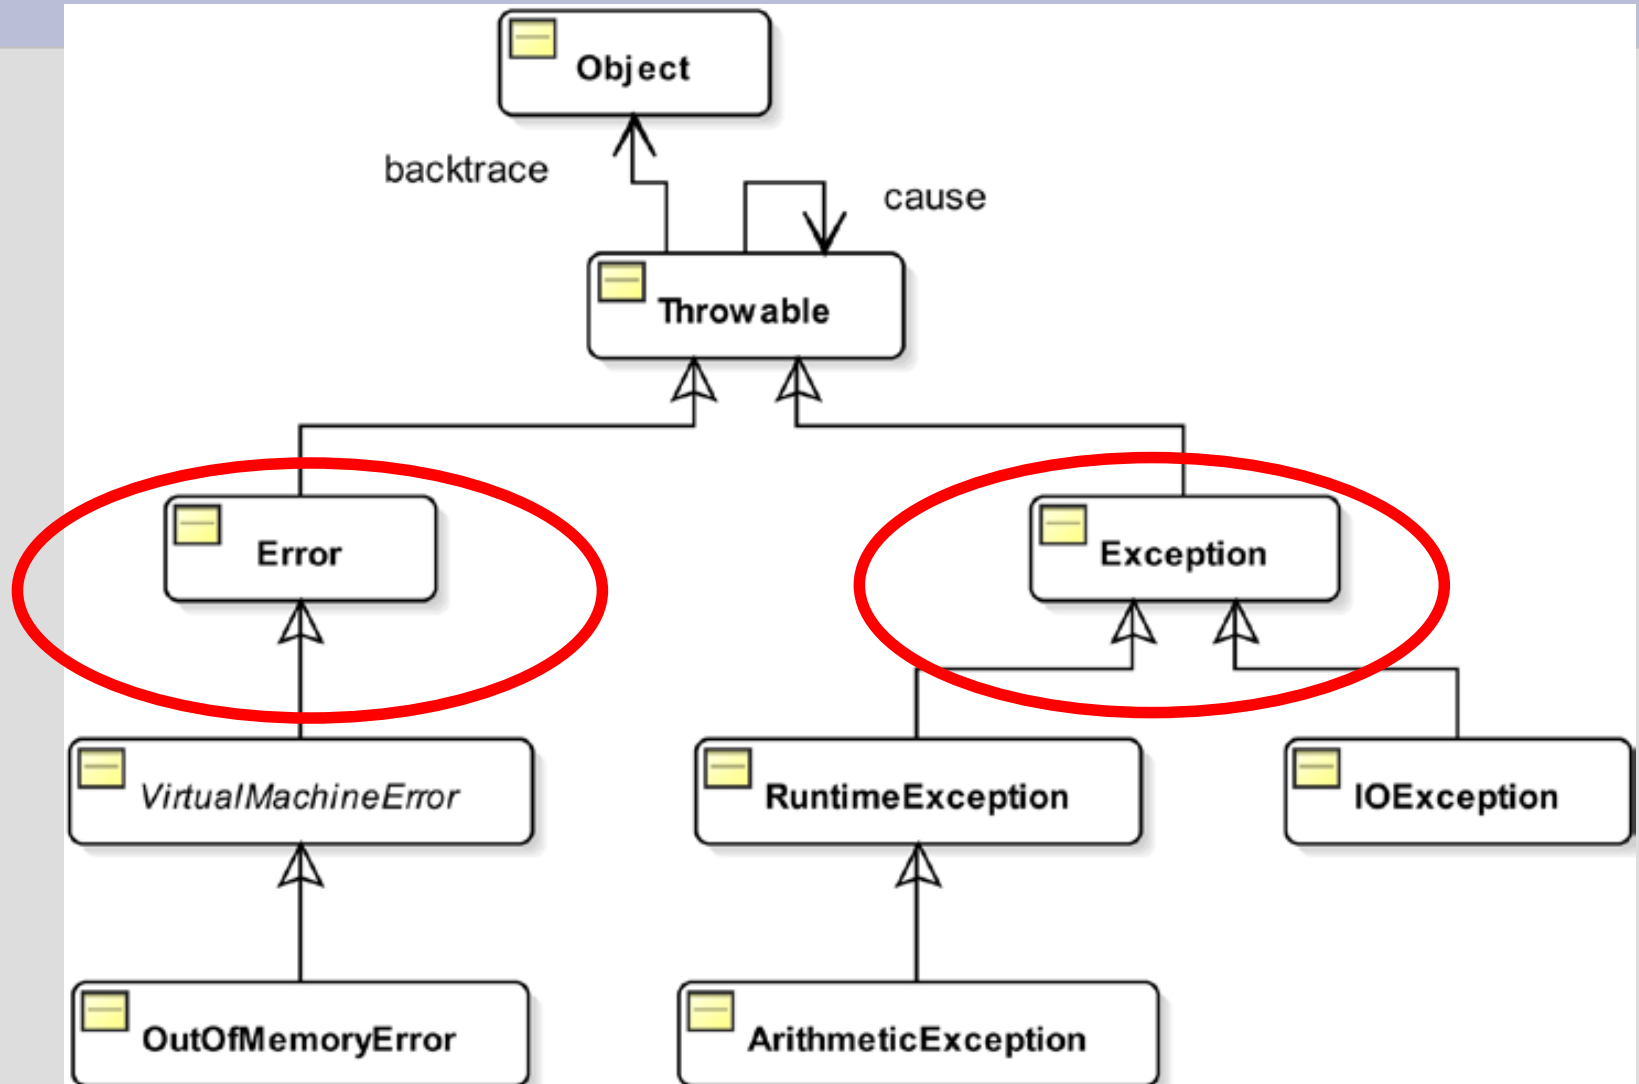 Object
backtrace
cause
Throwable
Error
Exception
VirtualMachineError
RuntimeException
IOException
OutOfMemoryError
ArithmeticException